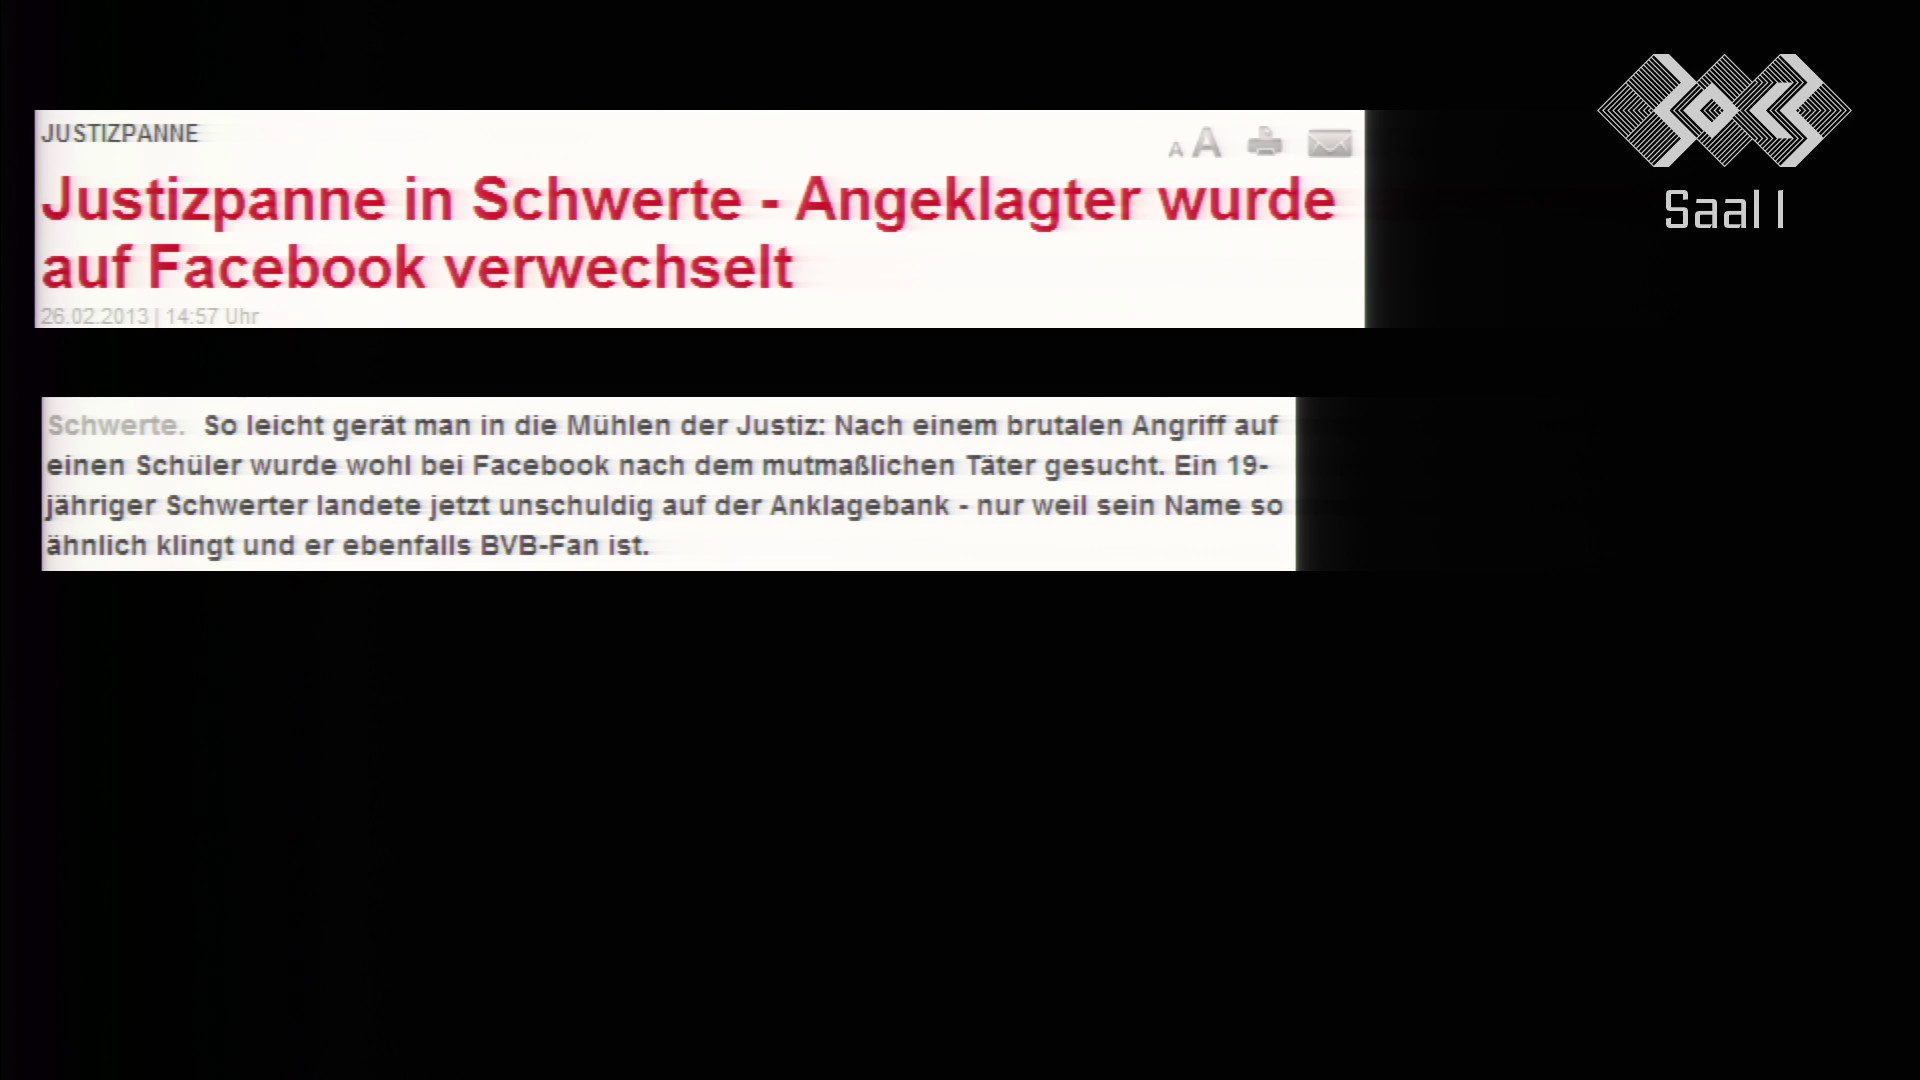 JUSTIZPANNE
A A
Justizpanne in Schwerte - Angeklagter wurde
auf Facebook verwechselt
26.02.2013 | 14:57 Uhr
Schwerte. So leicht gerät man in die Mühlen der Justiz: Nach einem brutalen Angriff auf
einen Schüler wurde wohl bei Facebook nach dem mutmaßlichen Täter gesucht. Ein 19-
jähriger Schwerter landete jetzt unschuldig auf der Anklagebank - nur weil sein Name so
ähnlich klingt und er ebenfalls BVB-Fan ist.
30C3
Saal 1